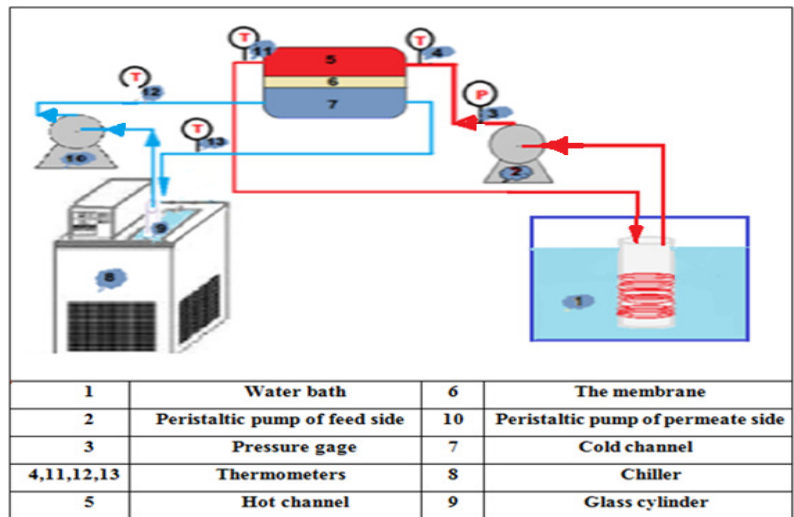 T
11
T
4
5
6
7
T
12
P
3
T
13
10
2
9
8
1
1 Water bath 6 The membrane
2 Peristaltic pump of feed side 10 Peristaltic pump of permeate side
3 Pressure gage 7 Cold channel
4,11,12,13 Thermometers 8 Chiller
5 Hot channel 9 Glass cylinder